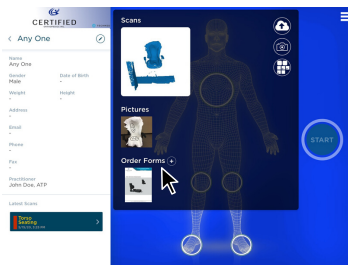 CERTIFIED
Any One
Name
Any One
Gender
Date of Birth
Male
-
Weight
Height
-
-
Address
-
Email
-
Phone
-
Fax
-
Practitioner
John Doe, ATP
Latest Scans
Torso
Seating
Scans
Pictures
Order Forms
START